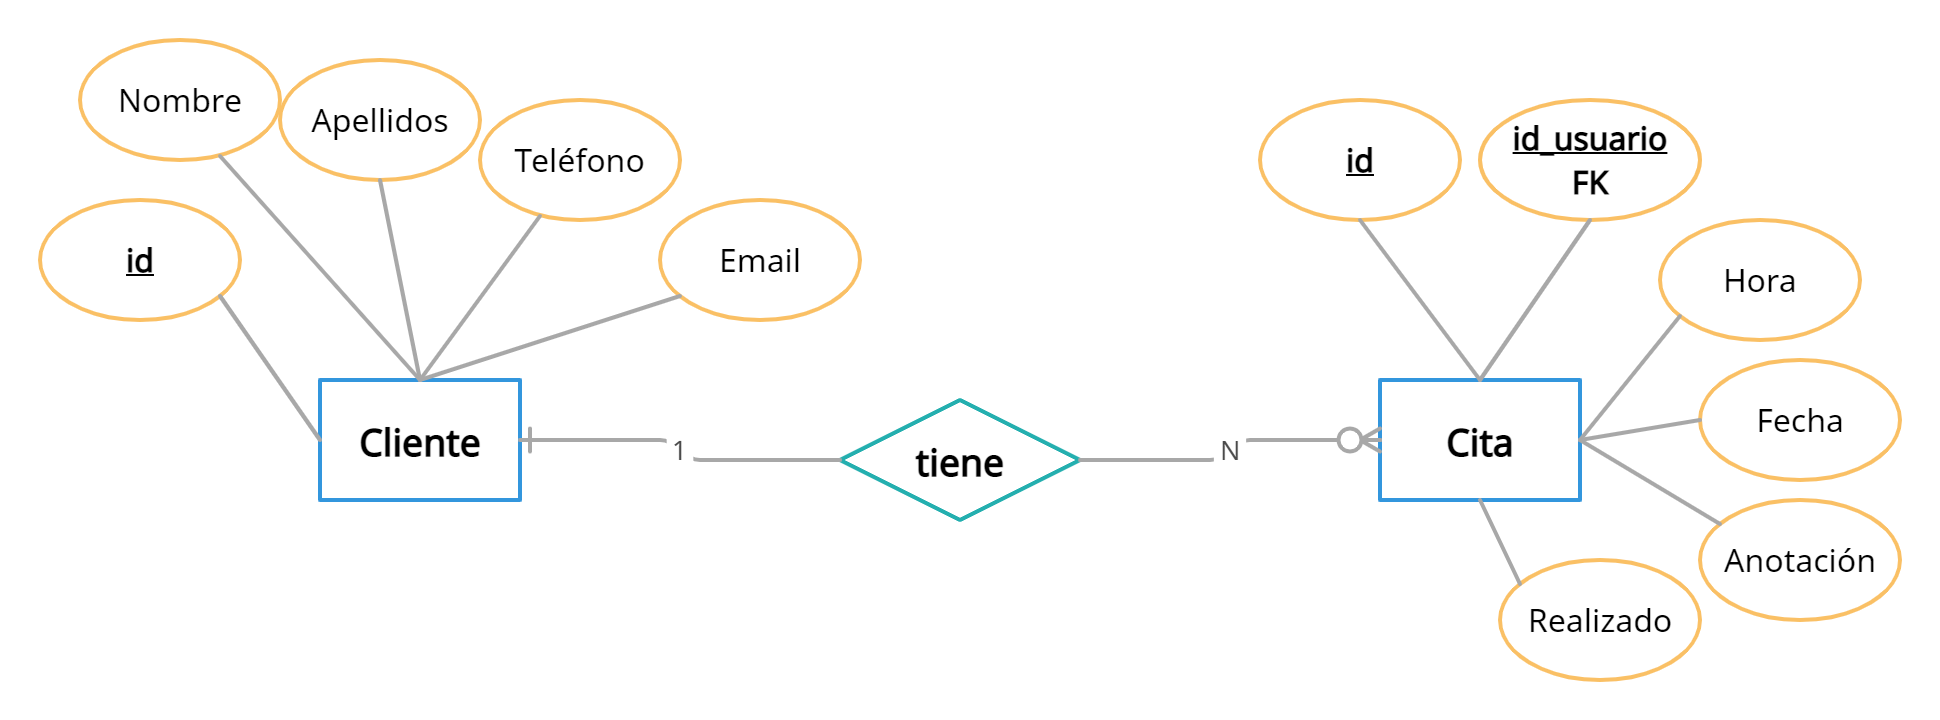 Nombre
Apellidos
Teléfono
id
Email
Cliente
1
tiene
N
id
id_usuario
FK
Hora
Fecha
Cita
Anotación
Realizado